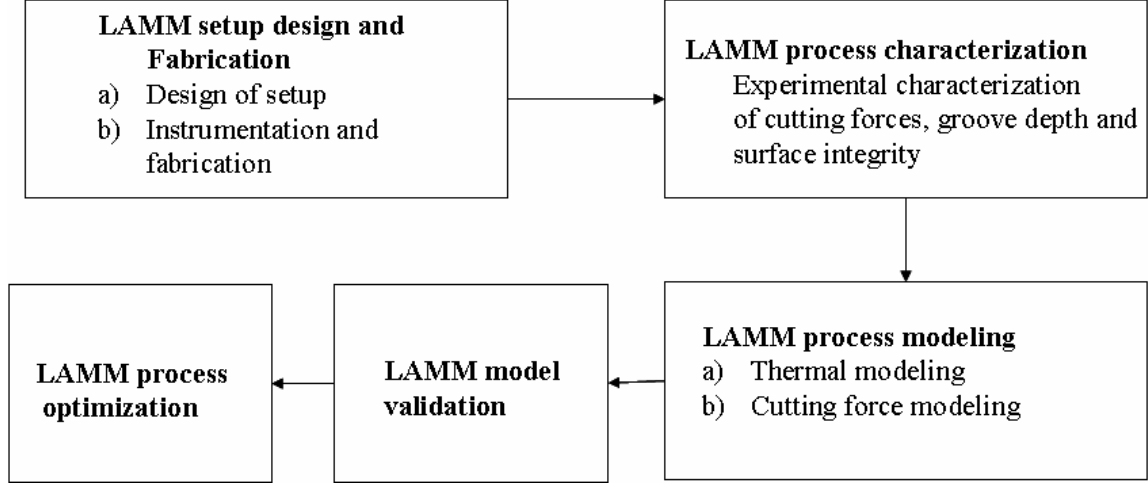 LAMM setup design and
Fabrication
a) Design of setup
b) Instrumentation and
fabrication
LAMM process characterization
Experimental characterization
of cutting forces, groove depth and
surface integrity
LAMM process modeling
a) Thermal modeling
b) Cutting force modeling
LAMM model
validation
LAMM process
optimization